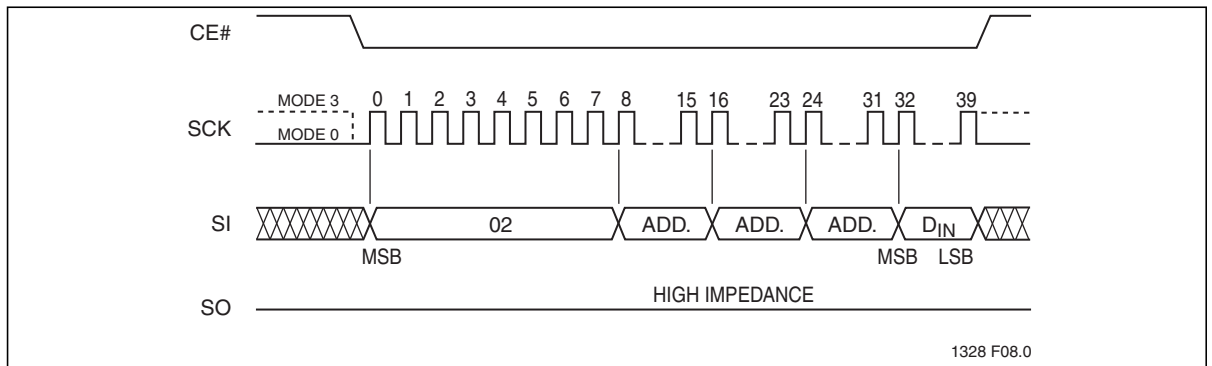 CE#
MODE 3 0 1 2 3 4 5 6 7 8 15 16 23 24 31 32 39
SCK MODE 0
SI 02 ADD. ADD. ADD. DIN
MSB MSB LSB
SO HIGH IMPEDANCE
1328 F08.0